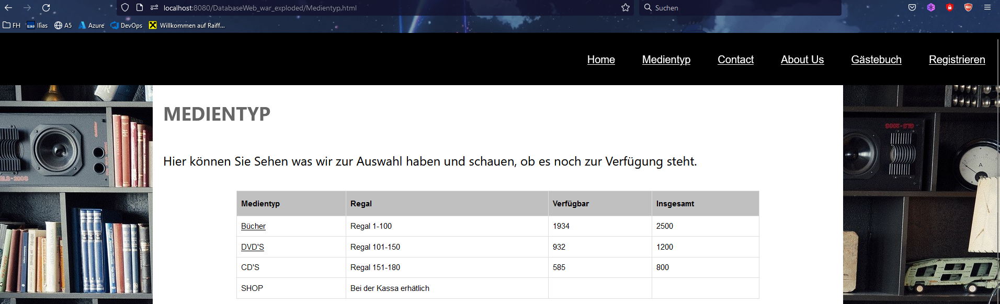 localhost:8080/DatabaseWeb_war_exploded/Medientyp.html Suchen
FH Ilias A5 Azure DevOps Willkommen auf Raiff...
Home Medientyp Contact About Us Gästebuch Registrieren
MEDIENTYP
Hier können Sie Sehen was wir zur Auswahl haben und schauen, ob es noch zur Verfügung steht.
Medientyp Regal Verfügbar Insgesamt
Bücher Regal 1-100 1934 2500
DVD'S Regal 101-150 932 1200
CD'S Regal 151-180 585 800
SHOP Bei der Kassa erhätlich
GLS-200S